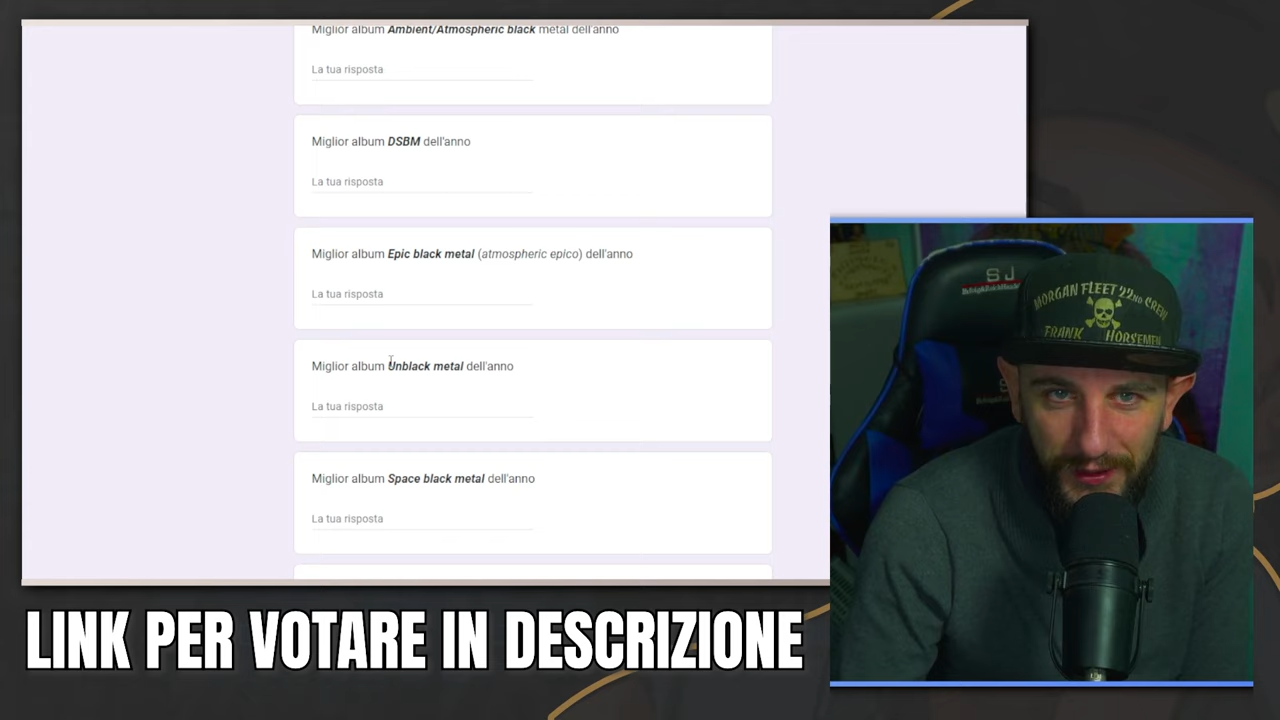 Miglior album Ambient/Atmospheric black metal dell'anno
La tua risposta
Miglior album DSBM dell'anno
La tua risposta
Miglior album Epic black metal (atmospheric epico) dell'anno
La tua risposta
Miglior album Unblack metal dell'anno
La tua risposta
Miglior album Space black metal dell'anno
La tua risposta
SJ
MORGAN FLEET 22ND CREW
FRANK HORSEMEN
LINK PER VOTARE IN DESCRIZIONE